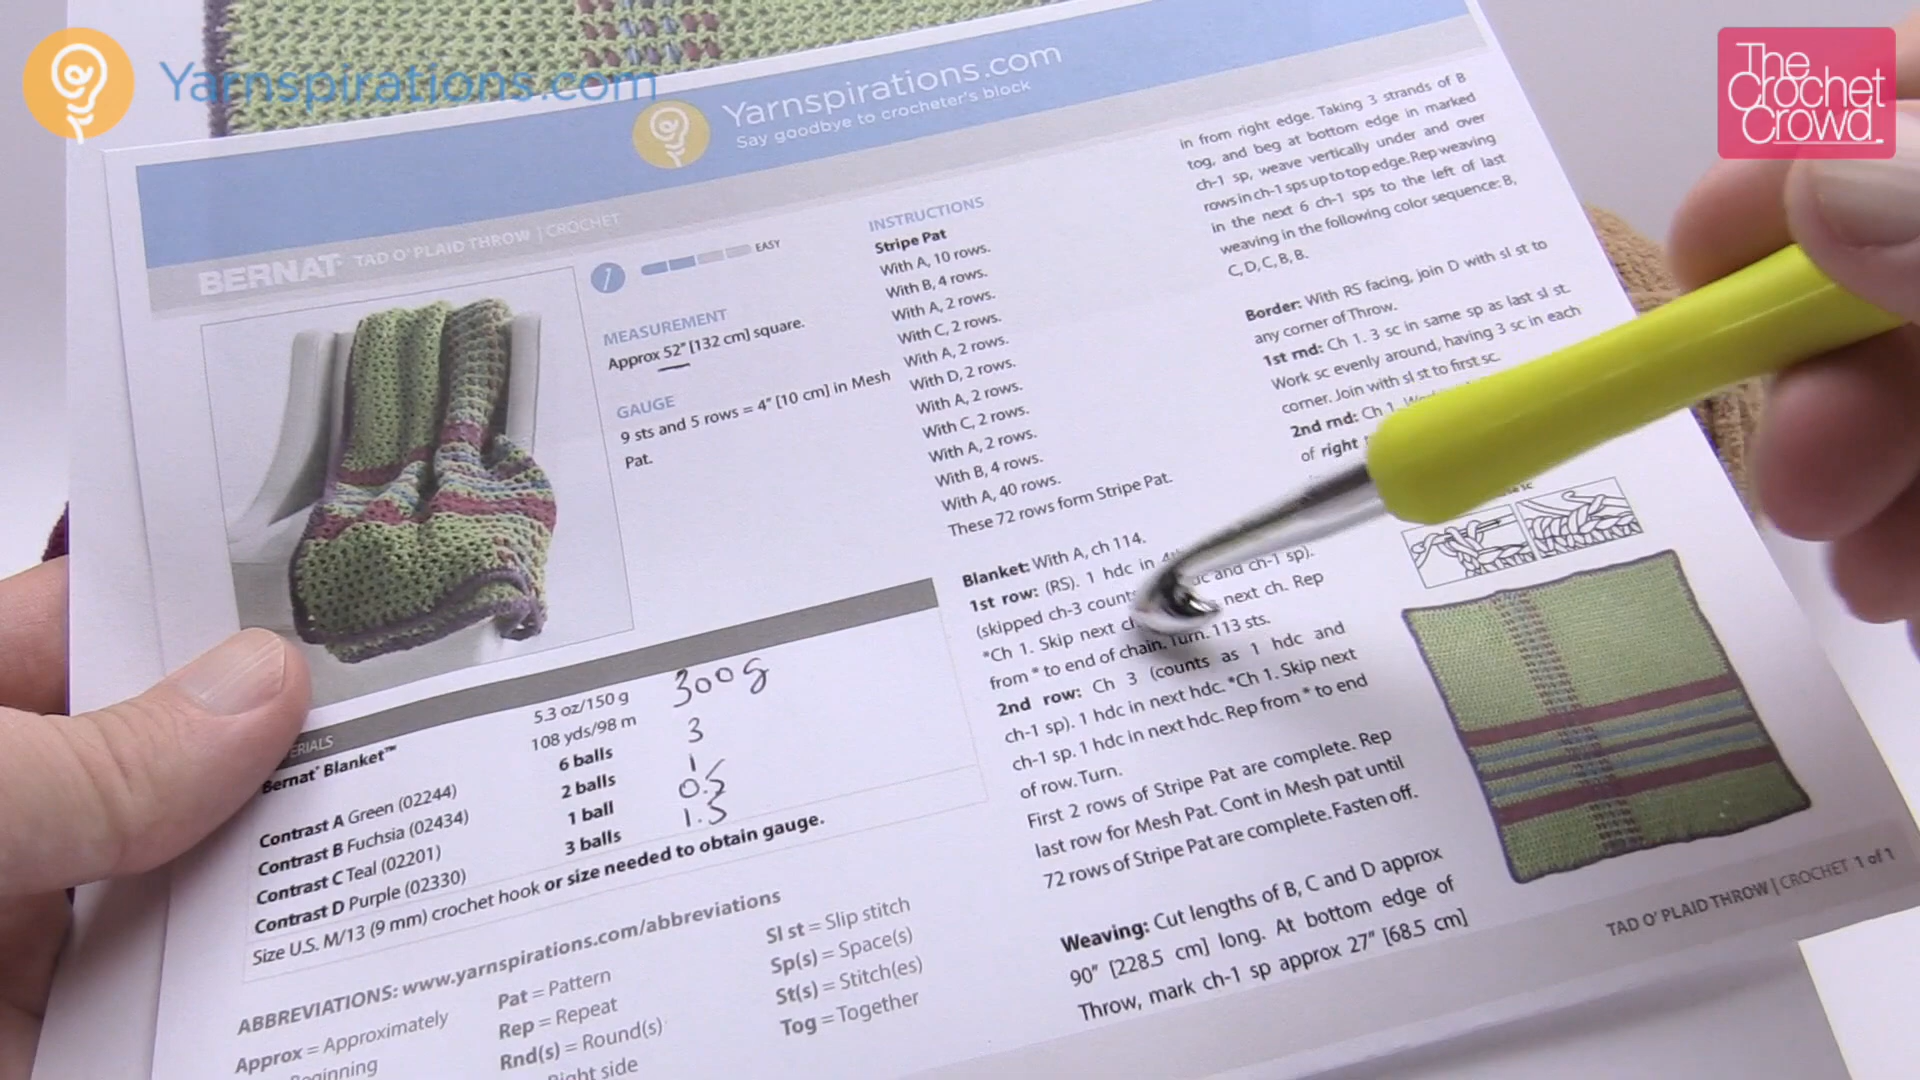 Yarnspirations.com
The
Crochet
Crowd
Yarnspirations.com
Say goodbye to crocheter's block
BERNAT TAD O' PLAID THROW | CROCHET
EASY
MEASUREMENT
Approx 52" [132 cm] square.
GAUGE
9 sts and 5 rows = 4" [10 cm] in Mesh
Pat.
Bernat® Blanket™
5.3 oz/150 g 300g
108 yds/98 m
Contrast A Green (02244) 6 balls 3
Contrast B Fuchsia (02434) 2 balls 1
Contrast C Teal (02201) 1 ball 0.5
Contrast D Purple (02330) 3 balls 1.5
Size U.S. M/13 (9 mm) crochet hook or size needed to obtain gauge.
ABBREVIATIONS: www.yarnspirations.com/abbreviations
Approx = Approximately
Pat = Pattern
Rep = Repeat
Rnd(s) = Round(s)
Right side
Sl st = Slip stitch
Sp(s) = Space(s)
St(s) = Stitch(es)
Tog = Together
INSTRUCTIONS
Stripe Pat
With A, 10 rows.
With B, 4 rows.
With A, 2 rows.
With C, 2 rows.
With A, 2 rows.
With D, 2 rows.
With A, 2 rows.
With C, 2 rows.
With A, 2 rows.
With B, 4 rows.
With A, 40 rows.
These 72 rows form Stripe Pat.
Blanket: With A, ch 114.
1st row: (RS). 1 hdc in and ch-1 sp).
(skipped ch-3 next ch. Rep
*Ch 1. Skip next
from * to end of chain. Turn. 113 sts.
2nd row: Ch 3 (counts as 1 hdc and
ch-1 sp). 1 hdc in next hdc. *Ch 1. Skip next
ch-1 sp. 1 hdc in next hdc. Rep from * to end
of row. Turn.
First 2 rows of Stripe Pat are complete. Rep
last row for Mesh Pat. Cont in Mesh pat until
72 rows of Stripe Pat are complete. Fasten off.
Weaving: Cut lengths of B, C and D approx
90" [228.5 cm] long. At bottom edge of
Throw, mark ch-1 sp approx 27" [68.5 cm]
in from right edge. Taking 3 strands of B
tog, and beg at bottom edge in marked
ch-1 sp, weave vertically under and over
rows in ch-1 sps up to top edge. Rep weaving
in the next 6 ch-1 sps to the left of last
weaving in the following color sequence: B,
C, D, C, B, B.
Border: With RS facing, join D with sl st to
any corner of Throw.
1st rnd: Ch 1. 3 sc in same sp as last sl st.
Work sc evenly around, having 3 sc in each
corner. Join with sl st to first sc.
2nd rnd: Ch 1.
of right
TAD O' PLAID THROW | CROCHET 1 of 1